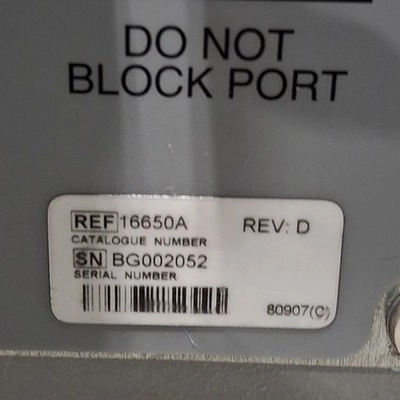 DO NOT
BLOCK PORT
REF 16650A REV: D
CATALOGUE NUMBER
SN BG002052
SERIAL NUMBER
80907(C)